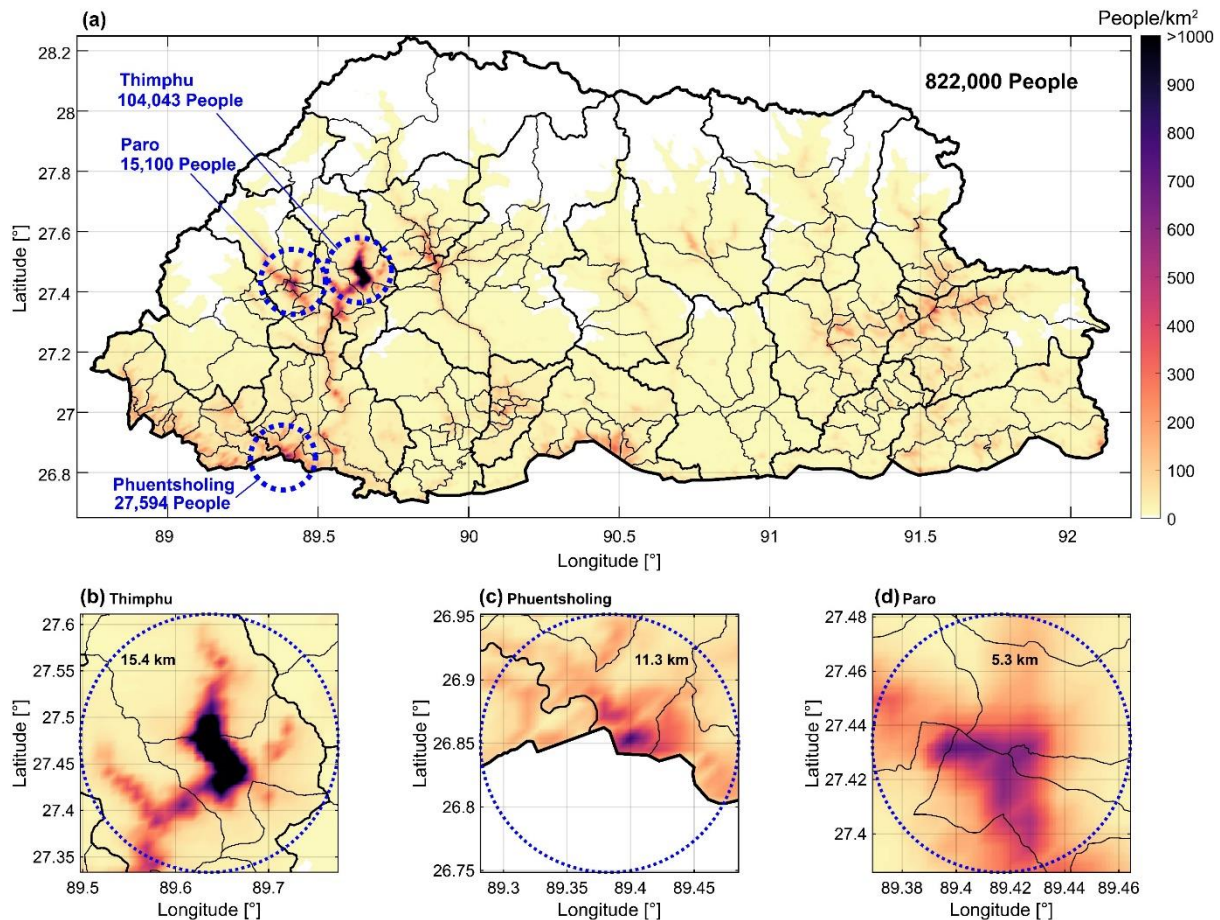 (a)
People/km²
>1000
900
800
700
600
500
400
300
200
100
0
822,000 People
Thimphu
104,043 People
Paro
15,100 People
Phuentsholing
27,594 People
Latitude [°]
28.2
28
27.8
27.6
27.4
27.2
27
26.8
89
89.5
90
90.5
91
91.5
92
Longitude [°]
(b) Thimphu
15.4 km
Latitude [°]
27.6
27.55
27.5
27.45
27.4
27.35
89.5
89.6
89.7
Longitude [°]
(c) Phuentsholing
11.3 km
Latitude [°]
26.95
26.9
26.85
26.8
26.75
89.3
89.35
89.4
89.45
Longitude [°]
(d) Paro
5.3 km
Latitude [°]
27.48
27.46
27.44
27.42
27.4
89.38
89.4
89.42
89.44
89.46
Longitude [°]